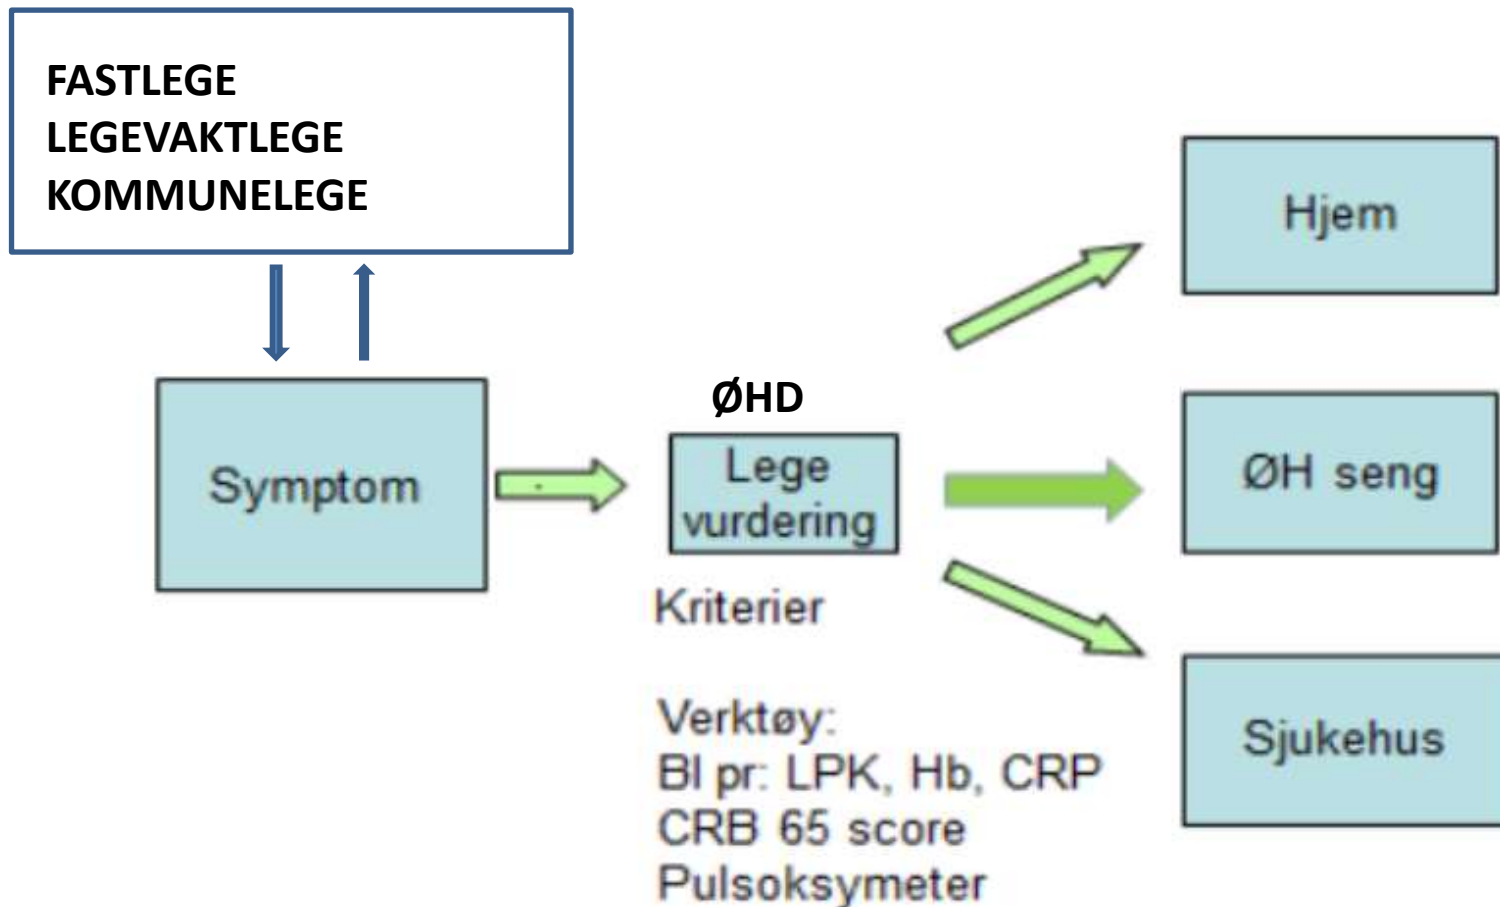 FASTLEGE
LEGEVAKTLEGE
KOMMUNELEGE
Symptom
ØHD
Lege
vurdering
Kriterier
Verktøy:
Bl pr: LPK, Hb, CRP
CRB 65 score
Pulsoksymeter
Hjem
ØH seng
Sjukehus